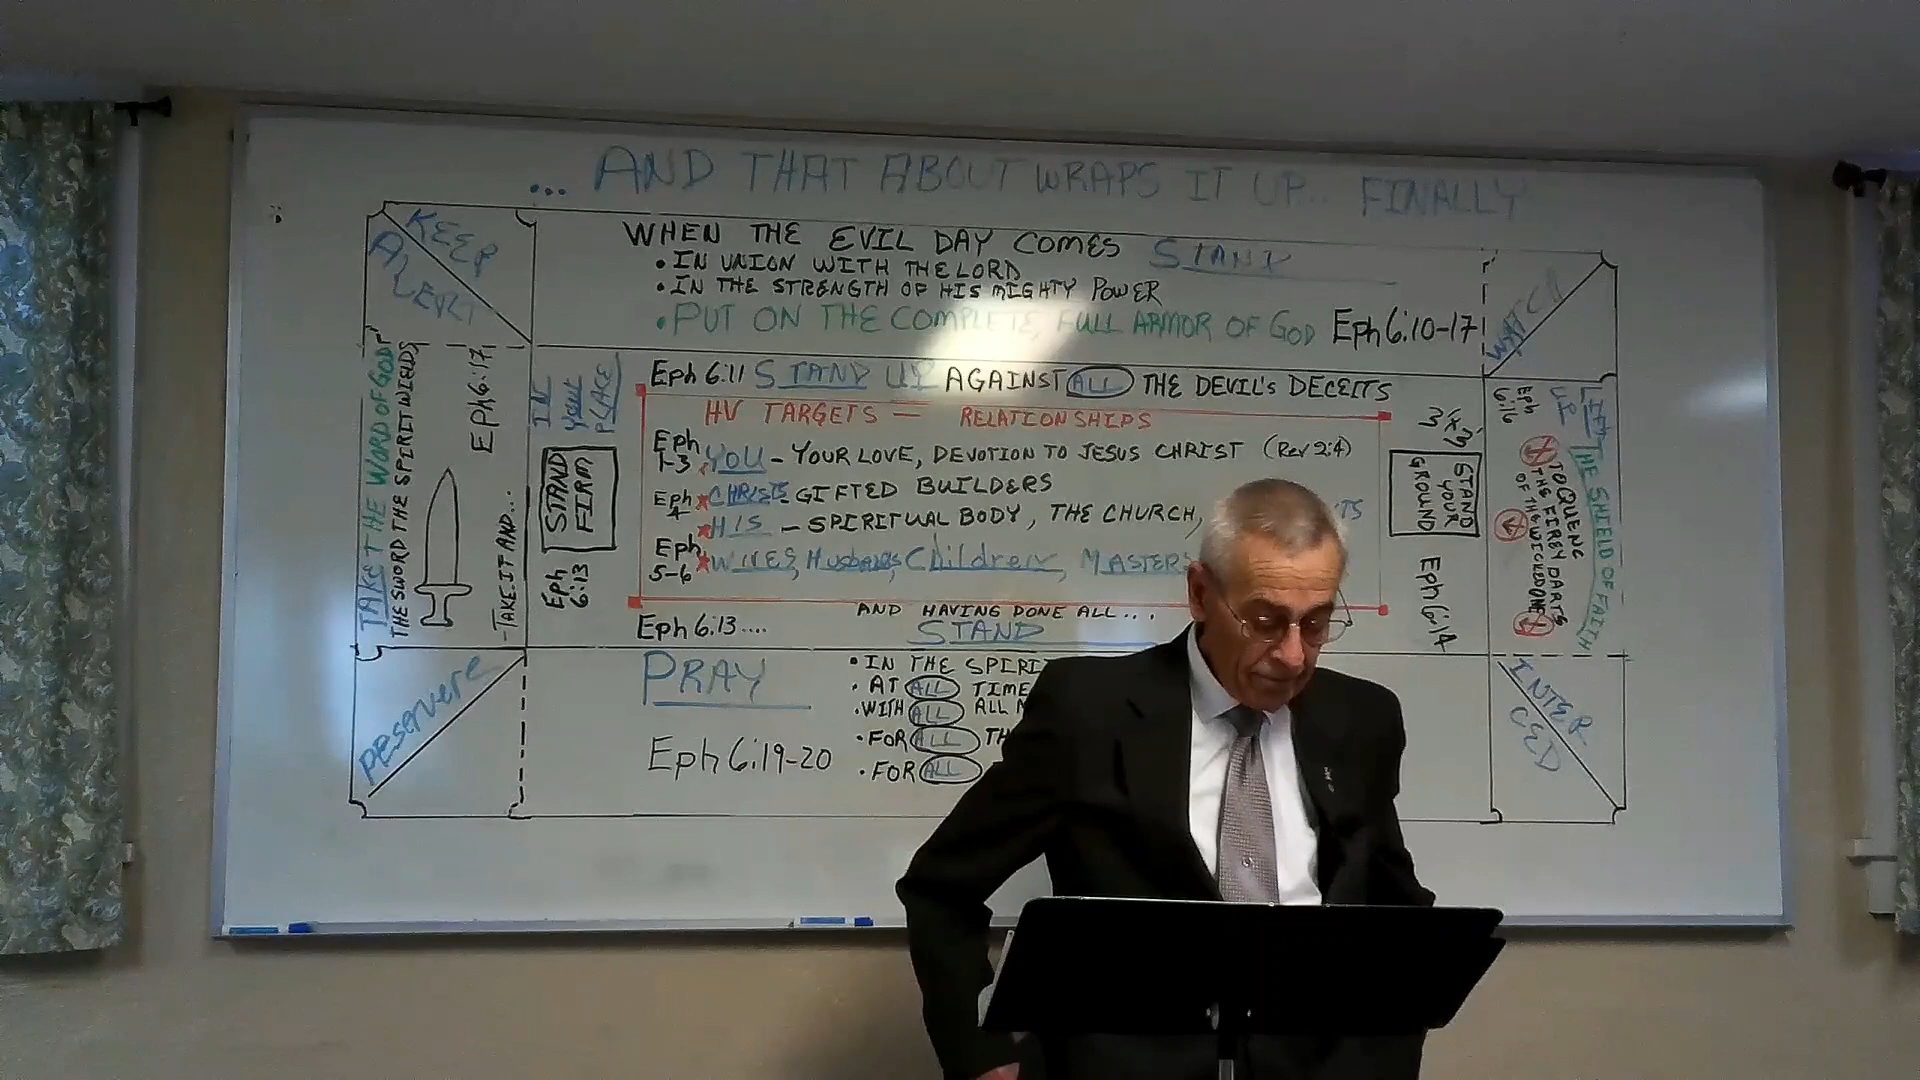 ... AND THAT ABOUT WRAPS IT UP.. FINALLY
KEEP
ALERT
WHEN THE EVIL DAY COMES STAND
• IN UNION WITH THE LORD
• IN THE STRENGTH OF HIS MIGHTY POWER
• PUT ON THE COMPLETE, FULL ARMOR OF GOD Eph 6:10-17
WATCH
TAKE THE WORD OF GOD
THE SWORD THE SPIRIT WIELDS
Eph 6:17
-TAKE IT AND...
IN
YOUR
PLACE
STAND
FIRM
Eph
6:13
Eph 6:11 STAND UP AGAINST ALL THE DEVIL'S DECEITS
HV TARGETS — RELATIONSHIPS
Eph 1-3 YOU - YOUR LOVE, DEVOTION TO JESUS CHRIST (Rev 2:4)
Eph 4 CHRIST'S - GIFTED BUILDERS
HIS - SPIRITUAL BODY, THE CHURCH,
Eph 5-6 WIVES, Husbands, Children, MASTERS
AND HAVING DONE ALL...
Eph 6:13.... STAND
STAND
YOUR
GROUND
Eph 6:14
LIFT UP THE SHIELD OF FAITH
Eph
6:16
TO QUENC
THE FIREY DARTS
OF THE WICKED ONE
PESERVERE
PRAY
Eph 6:19-20
• IN THE SPIRI
• AT ALL TIME
• WITH ALL ALL
• FOR ALL TH
• FOR ALL
INTER
CED